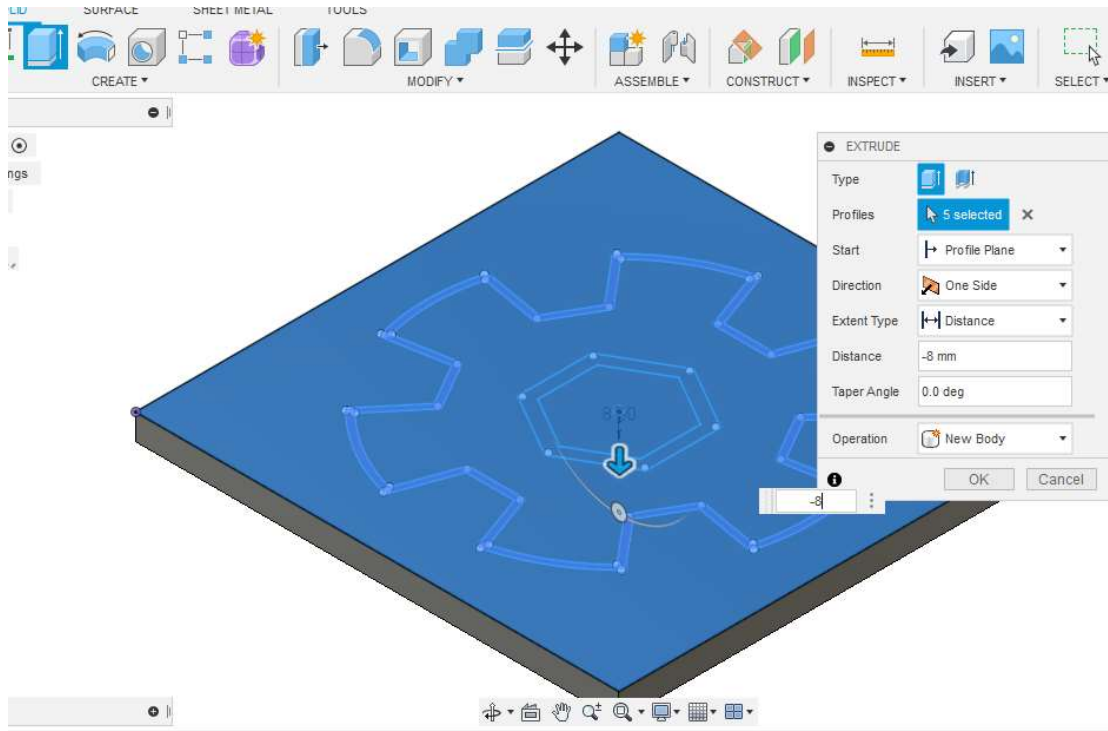 SURFACE SHEET METAL TOOLS
CREATE MODIFY ASSEMBLE CONSTRUCT INSPECT INSERT SELECT
EXTRUDE
Type
Profiles 5 selected
Start Profile Plane
Direction One Side
Extent Type Distance
Distance -8 mm
Taper Angle 0.0 deg
Operation New Body
OK Cancel
-8
ngs